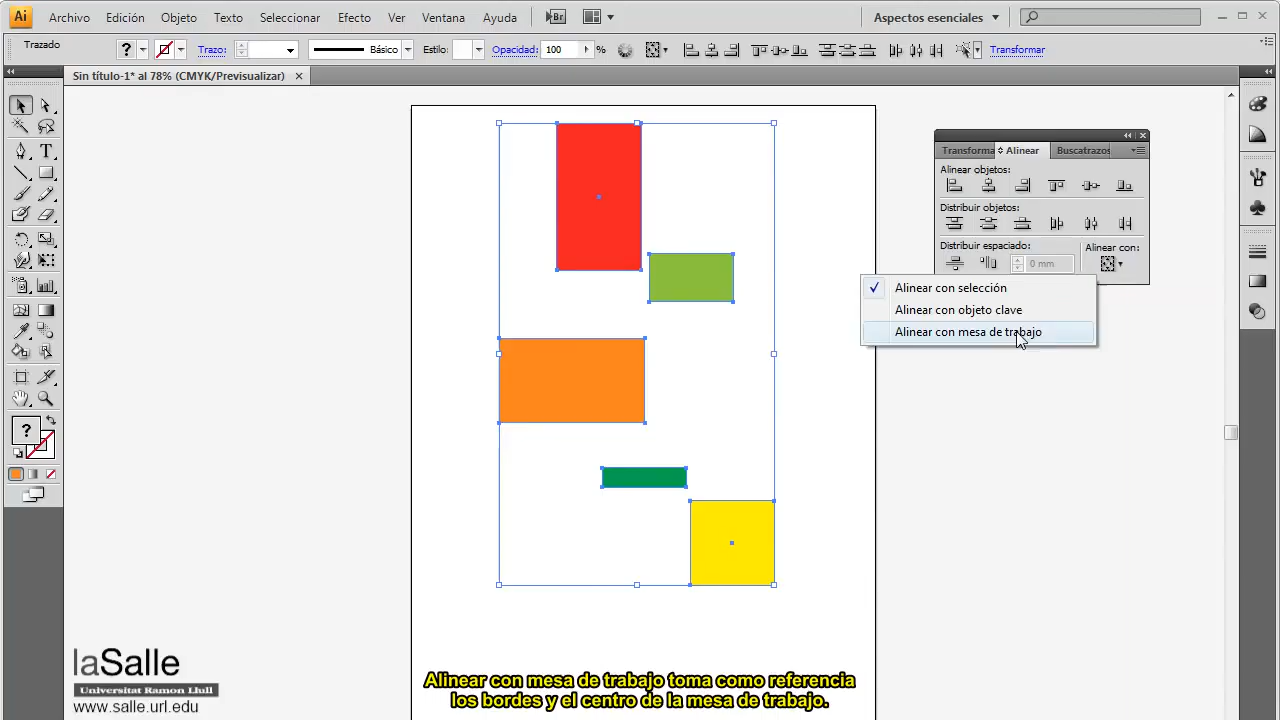 Ai
Archivo Edición Objeto Texto Seleccionar Efecto Ver Ventana Ayuda Br Aspectos esenciales
Trazado ? Trazo: Básico Estilo: Opacidad: 100 % Transformar
Sin título-1* al 78% (CMYK/Previsualizar)
Transforma Alinear Buscatrazos
Alinear objetos:
Distribuir objetos:
Distribuir espaciado: Alinear con:
0 mm
Alinear con selección
Alinear con objeto clave
Alinear con mesa de trabajo
T
?
laSalle
Universitat Ramon Llull
www.salle.url.edu
Alinear con mesa de trabajo toma como referencia
los bordes y el centro de la mesa de trabajo.